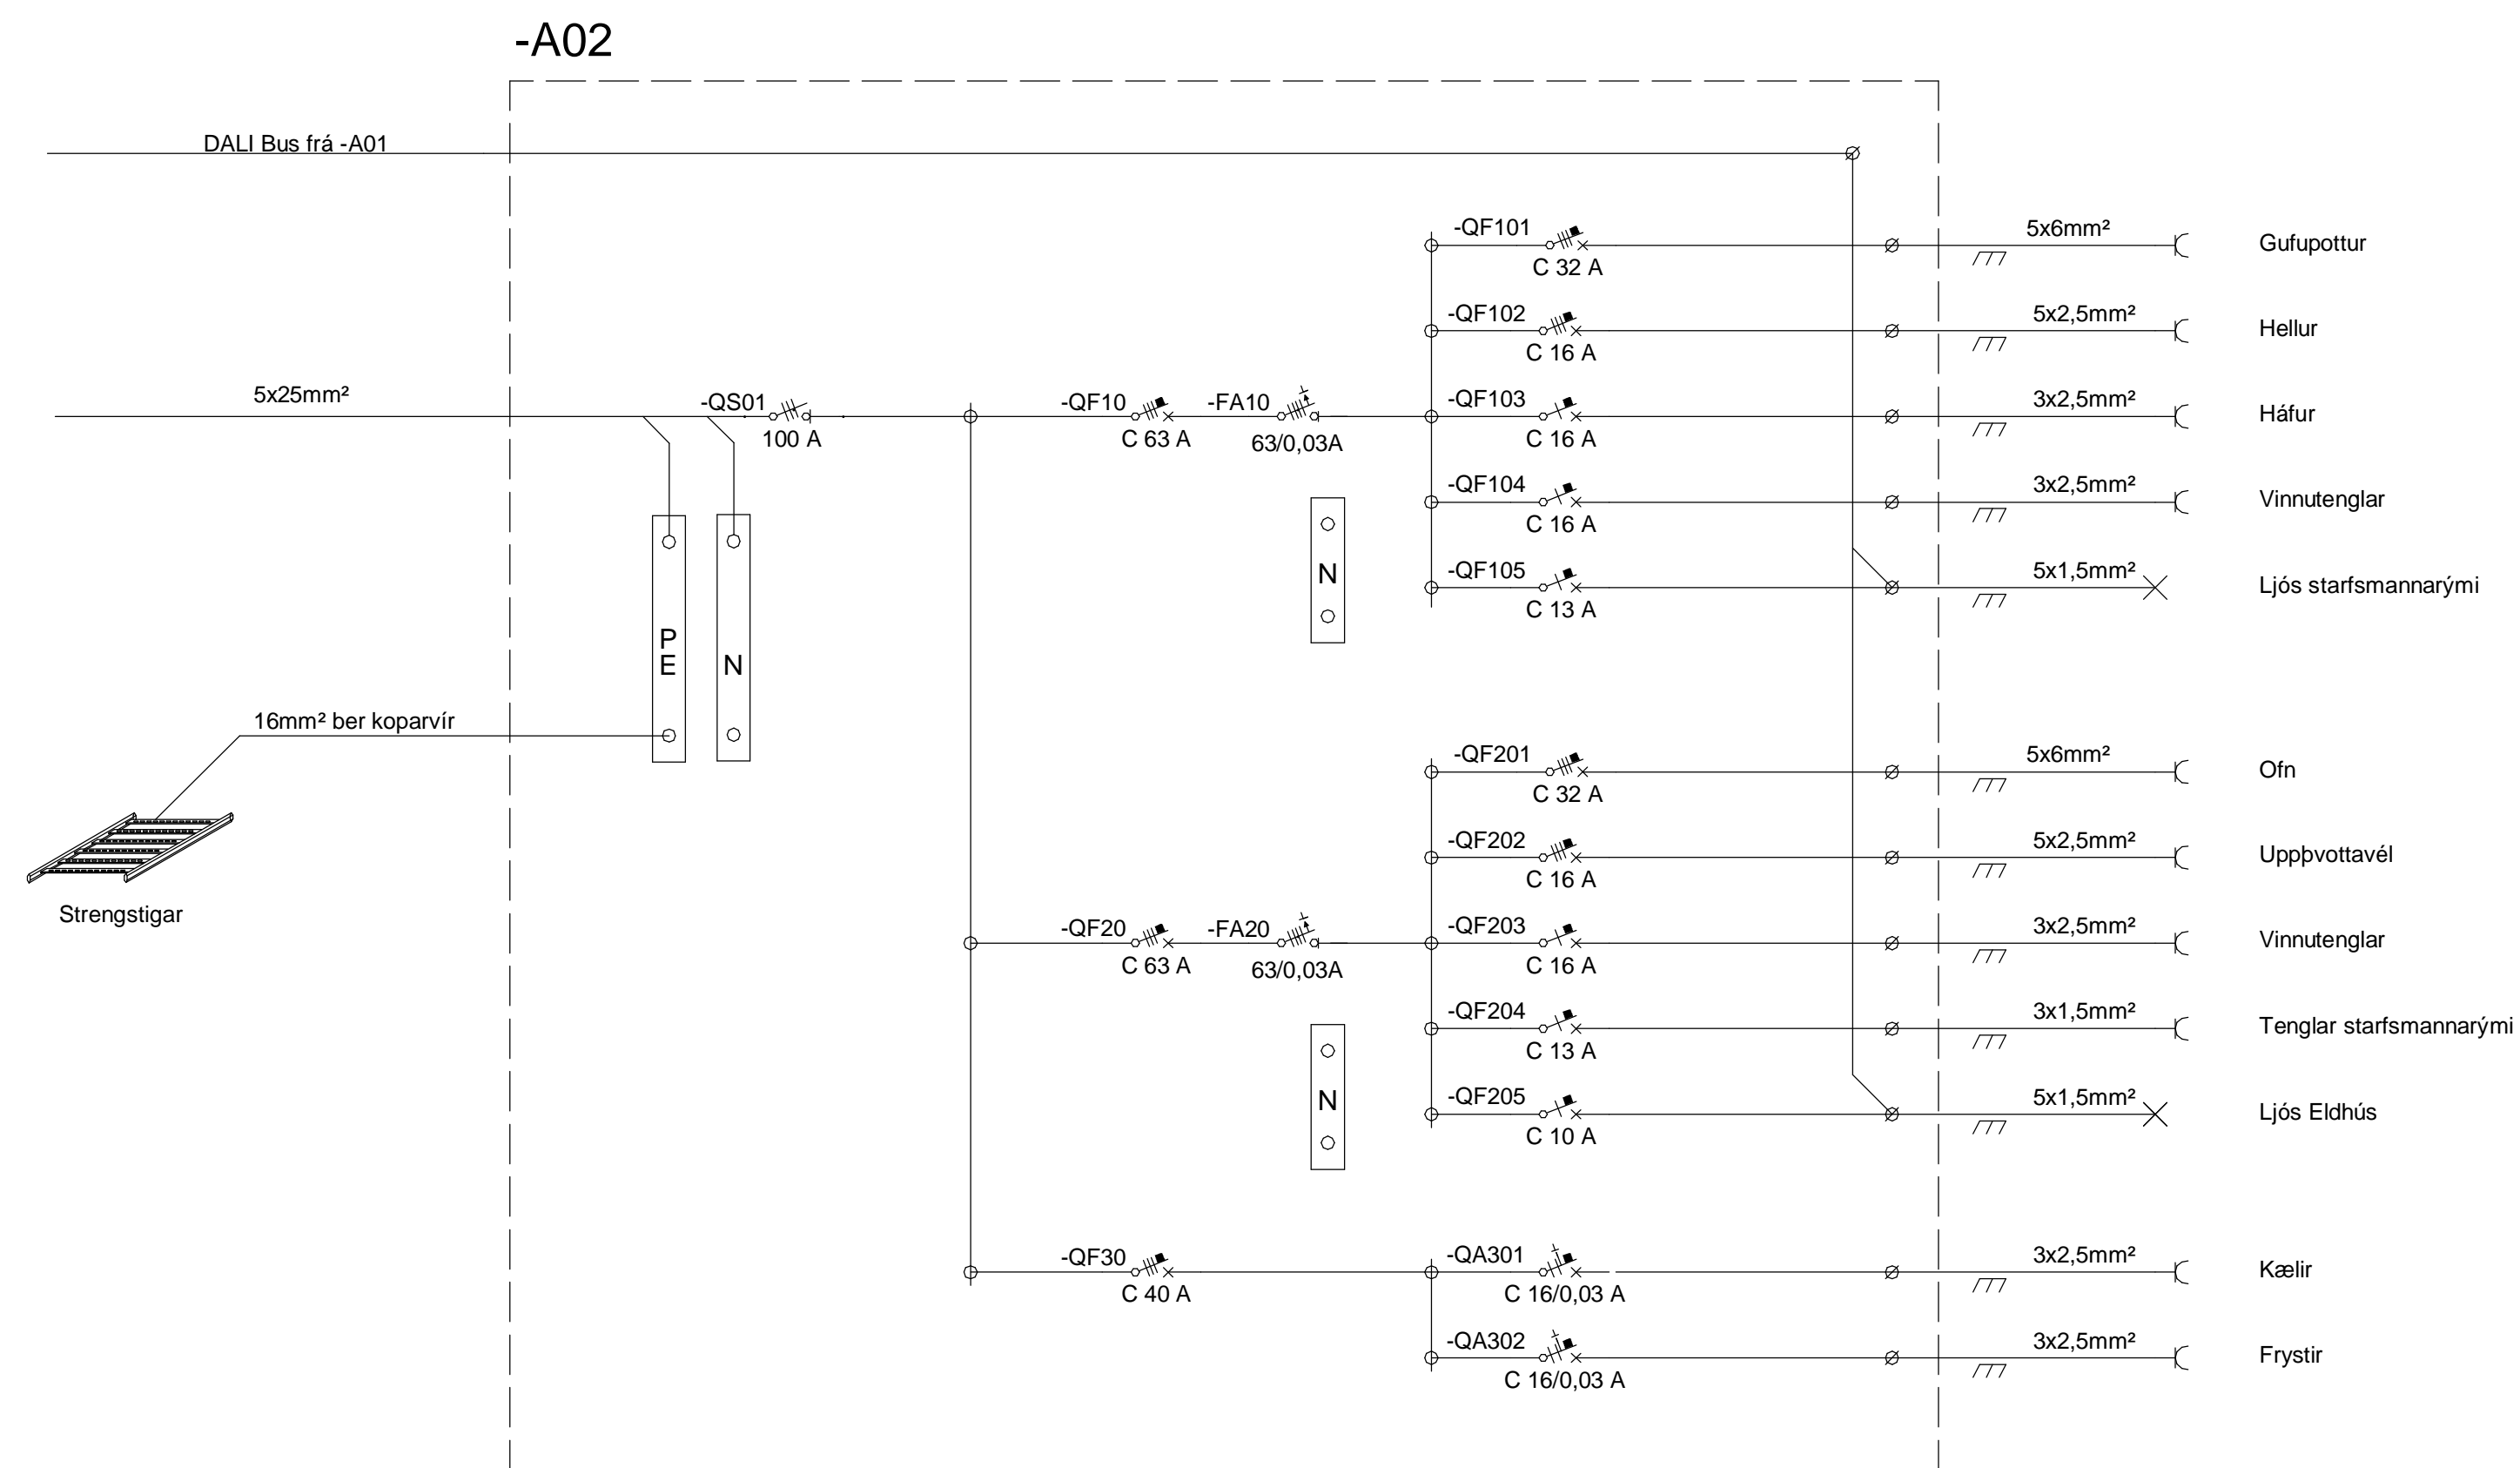 -A02
DALI Bus frá -A01
-QF101
C 32 A
5x6mm²
Gufupottur
-QF102
C 16 A
5x2,5mm²
Hellur
5x25mm²
-QS01
100 A
-QF10
C 63 A
-FA10
63/0,03A
-QF103
C 16 A
3x2,5mm²
Háfur
-QF104
C 16 A
3x2,5mm²
Vinnutenglar
N
-QF105
C 13 A
5x1,5mm²
Ljós starfsmannarými
P
E
N
16mm² ber koparvír
Strengstigar
-QF201
C 32 A
5x6mm²
Ofn
-QF202
C 16 A
5x2,5mm²
Uppþvottavél
-QF20
C 63 A
-FA20
63/0,03A
-QF203
C 16 A
3x2,5mm²
Vinnutenglar
-QF204
C 13 A
3x1,5mm²
Tenglar starfsmannarými
N
-QF205
C 10 A
5x1,5mm²
Ljós Eldhús
-QF30
C 40 A
-QA301
C 16/0,03 A
3x2,5mm²
Kælir
-QA302
C 16/0,03 A
3x2,5mm²
Frystir